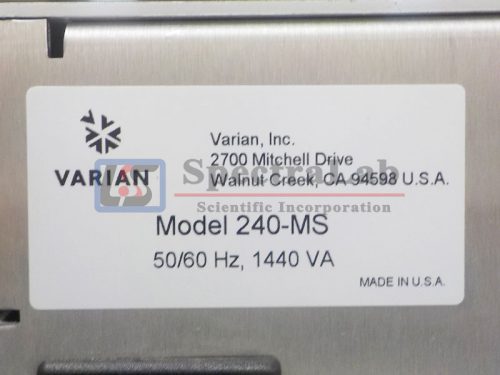 Varian, Inc.
2700 Mitchell Drive
Walnut Creek, CA 94598 U.S.A.
VARIAN
SpectraLab
Scientific Incorporation
Model 240-MS
50/60 Hz, 1440 VA
MADE IN U.S.A.